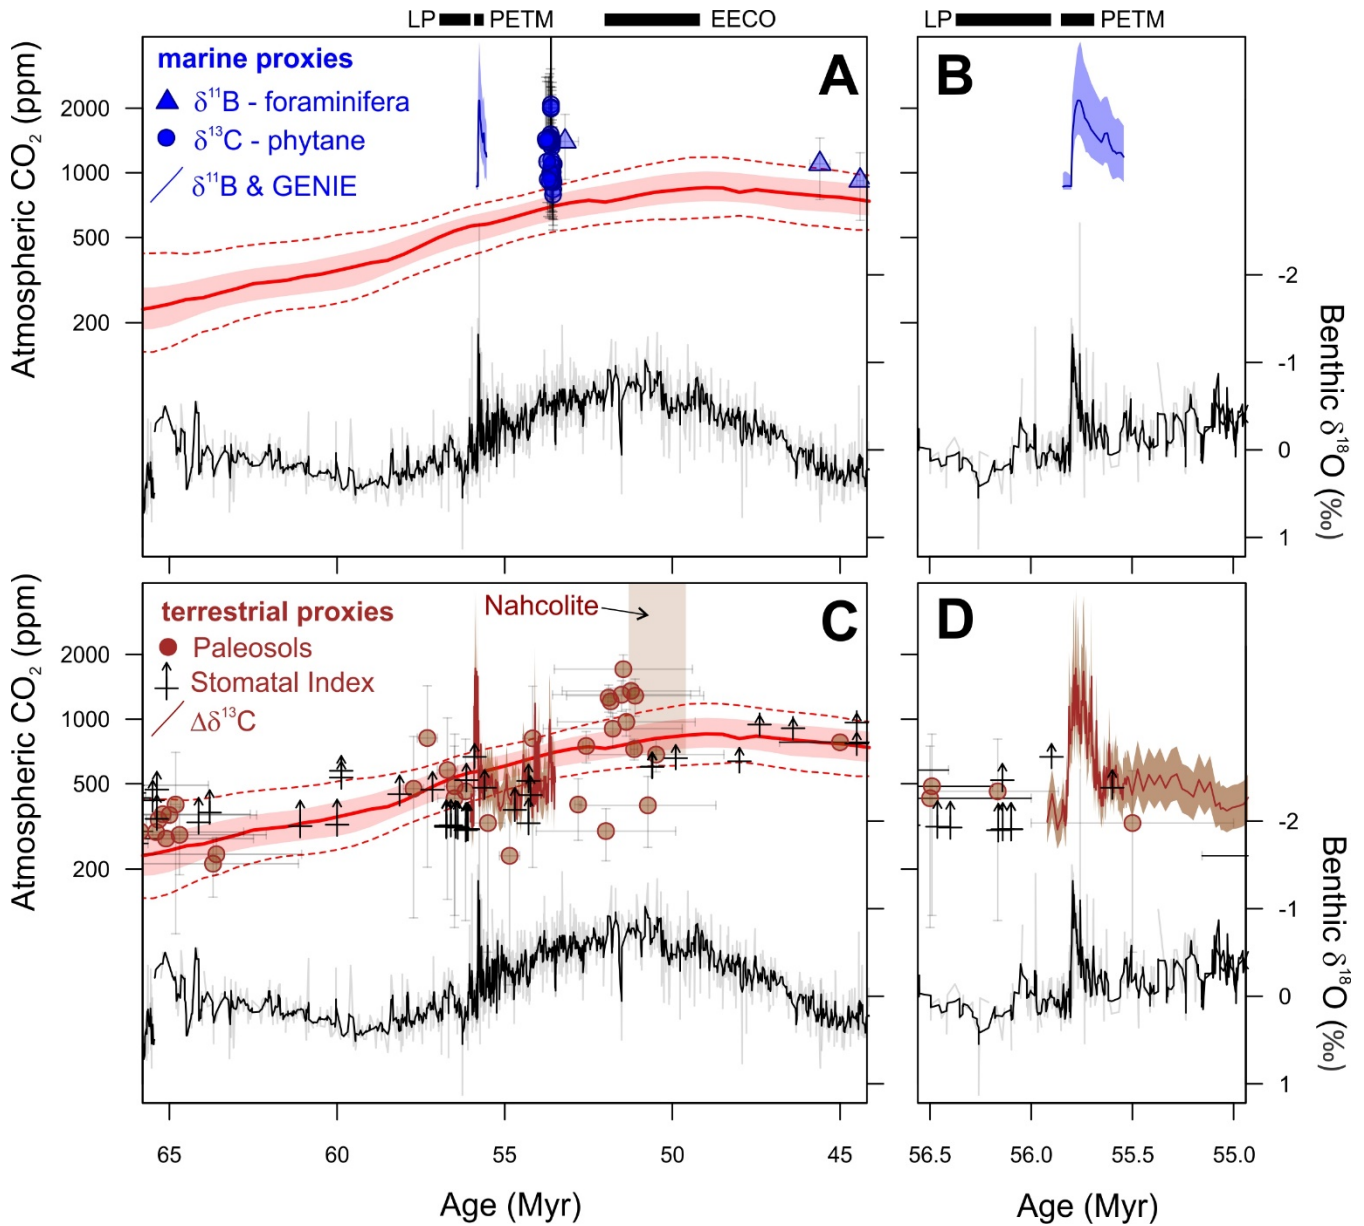 LP PETM EECO LP PETM
marine proxies
δ¹¹B - foraminifera
δ¹³C - phytane
δ¹¹B & GENIE
A
B
Atmospheric CO₂ (ppm)
2000
1000
500
200
-2
-1
0
1
Benthic δ¹⁸O (‰)
terrestrial proxies
Paleosols
Stomatal Index
Δδ¹³C
Nahcolite
C
D
Atmospheric CO₂ (ppm)
2000
1000
500
200
-2
-1
0
1
Benthic δ¹⁸O (‰)
65 60 55 50 45
56.5 56.0 55.5 55.0
Age (Myr) Age (Myr)